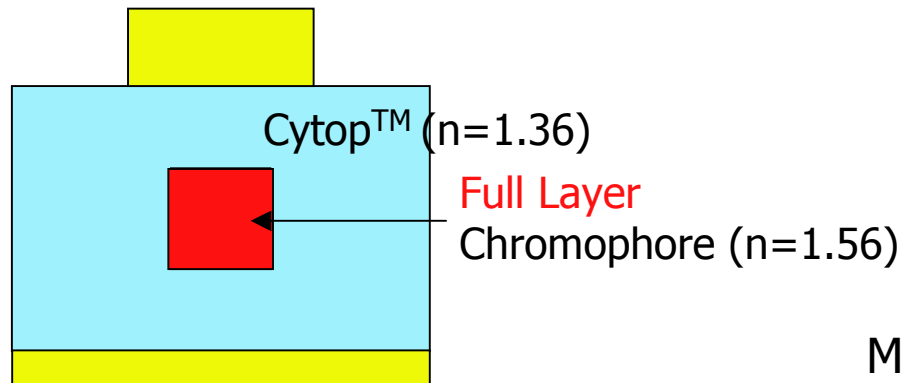 Cytop™ (n=1.36)
Full Layer
Chromophore (n=1.56)
M